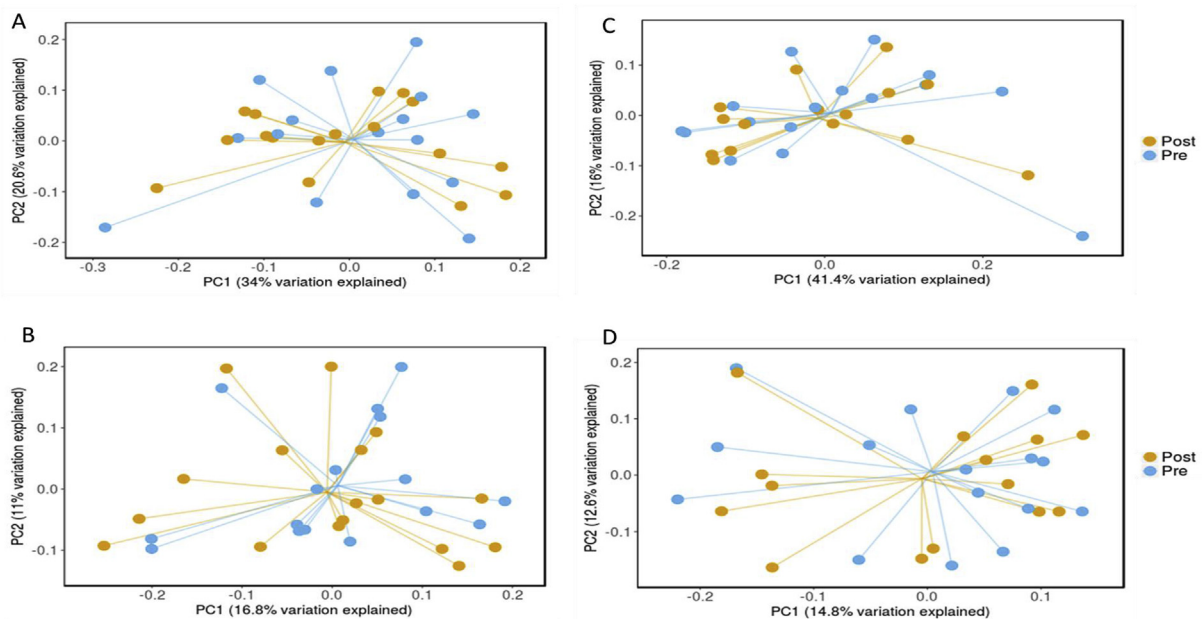 A
PC2 (20.6% variation explained)
0.2
0.1
0.0
-0.1
-0.2
-0.3
-0.2
-0.1
0.0
0.1
0.2
PC1 (34% variation explained)
C
PC2 (16% variation explained)
0.1
0.0
-0.1
-0.2
-0.2
0.0
0.2
PC1 (41.4% variation explained)
Post
Pre
B
PC2 (11% variation explained)
0.2
0.1
0.0
-0.1
-0.2
-0.1
0.0
0.1
0.2
PC1 (16.8% variation explained)
D
PC2 (12.6% variation explained)
0.2
0.1
0.0
-0.1
-0.2
-0.1
0.0
0.1
PC1 (14.8% variation explained)
Post
Pre